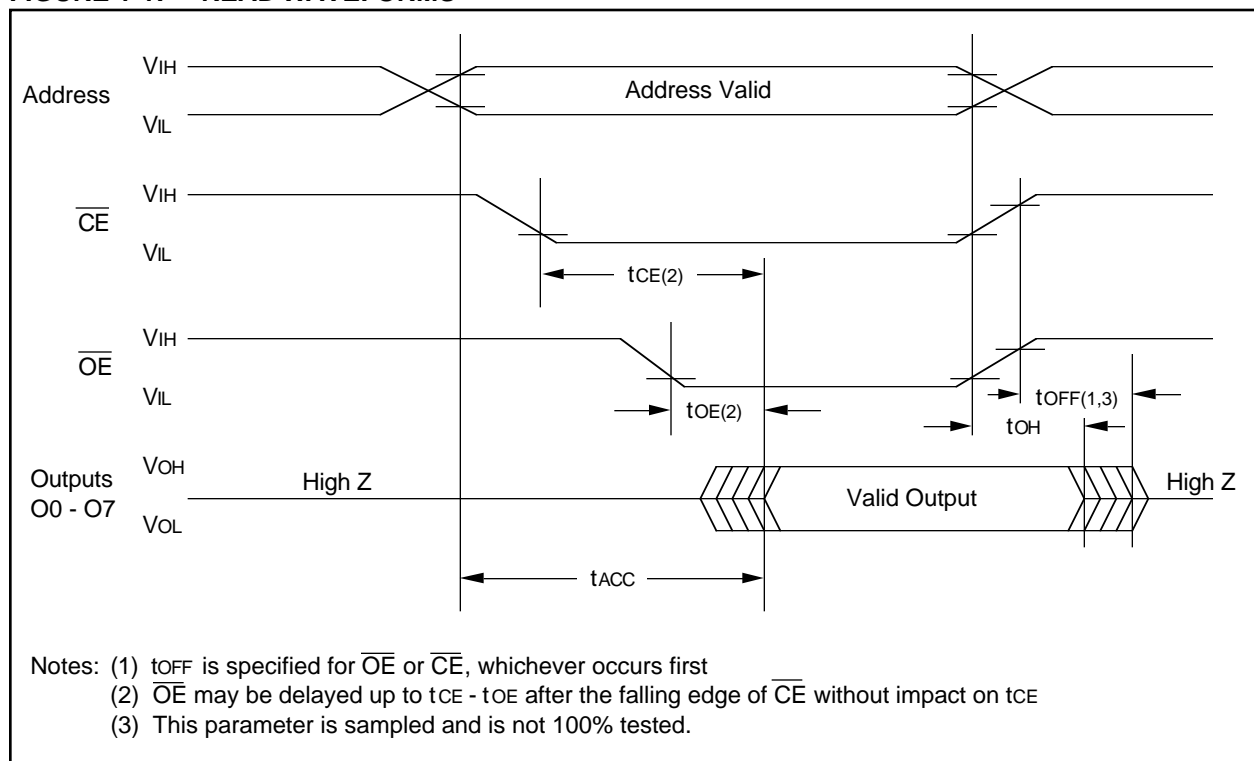 Address
VIH
VIL
Address Valid
CE
VIH
VIL
tCE(2)
OE
VIH
VIL
tOE(2)
tOFF(1,3)
tOH
Outputs
O0 - O7
VOH
VOL
High Z
Valid Output
High Z
tACC
Notes: (1) tOFF is specified for OE or CE, whichever occurs first
(2) OE may be delayed up to tCE - tOE after the falling edge of CE without impact on tCE
(3) This parameter is sampled and is not 100% tested.